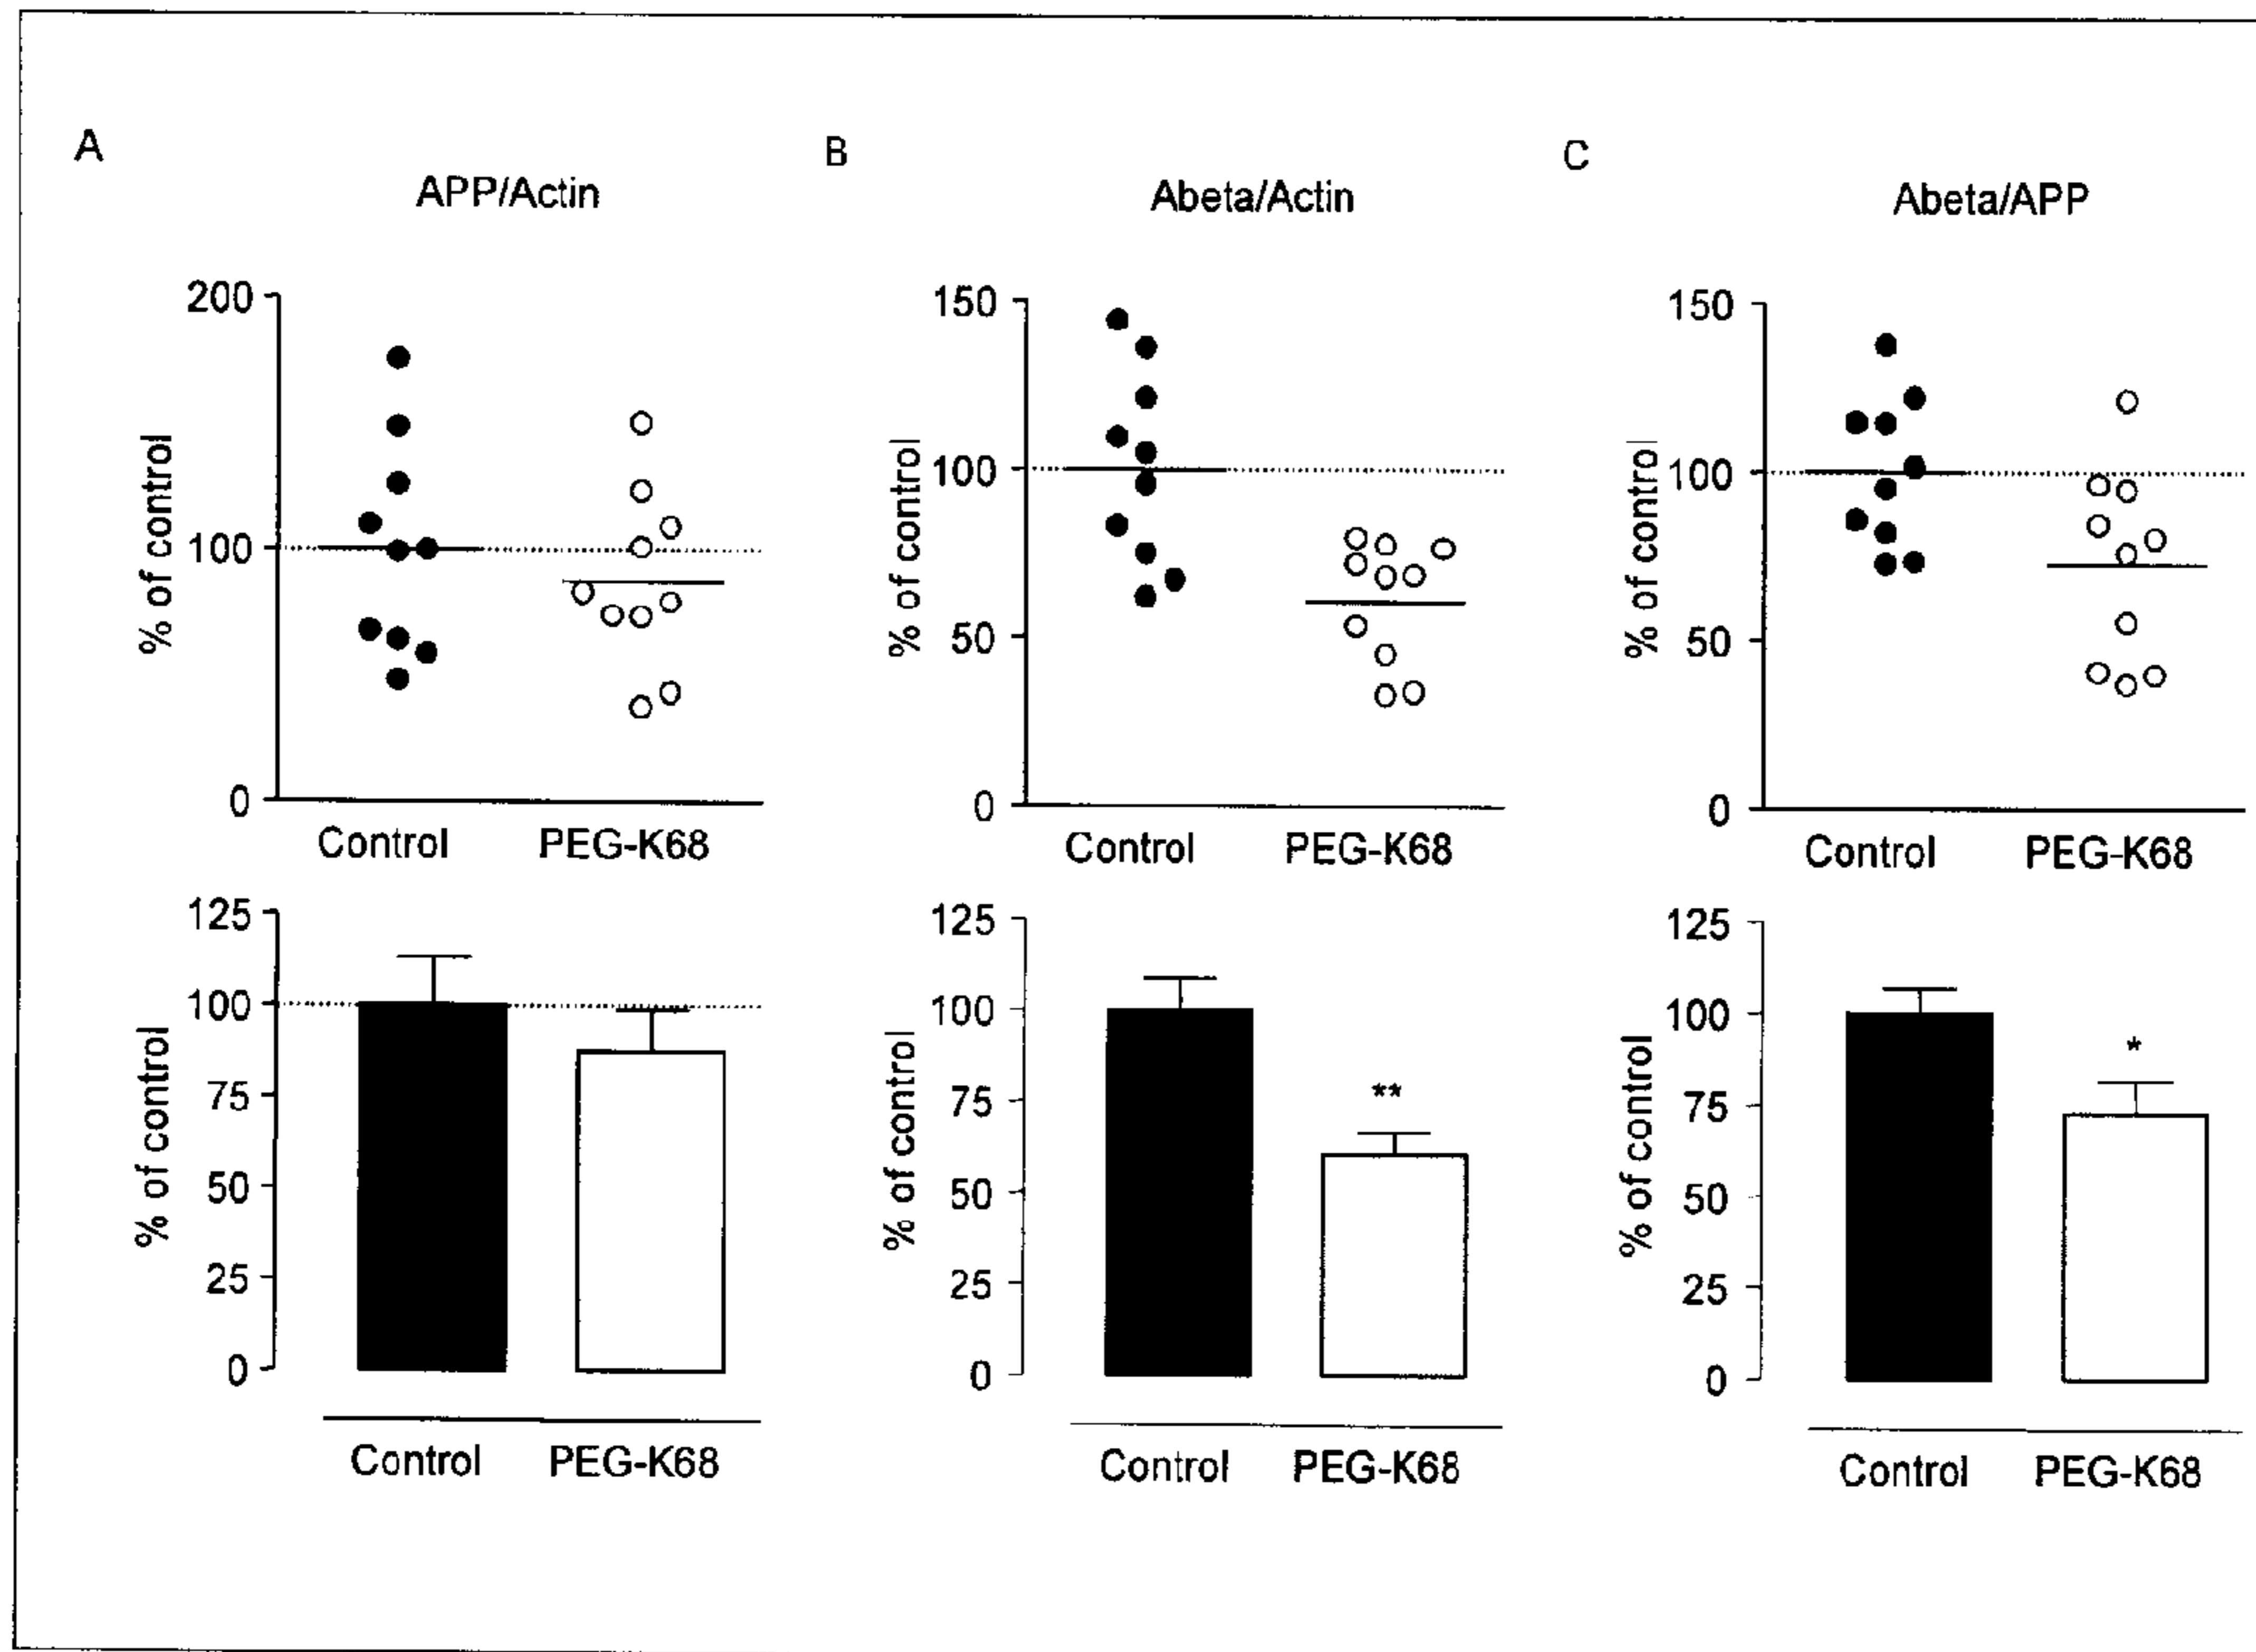 A
APP/Actin
200
100
0
% of control
Control PEG-K68
125
100
75
50
25
0
% of control
Control PEG-K68
B
Abeta/Actin
150
100
50
0
% of control
Control PEG-K68
125
100
75
50
25
0
% of control
**
Control PEG-K68
C
Abeta/APP
150
100
50
0
% of control
Control PEG-K68
125
100
75
50
25
0
% of control
*
Control PEG-K68